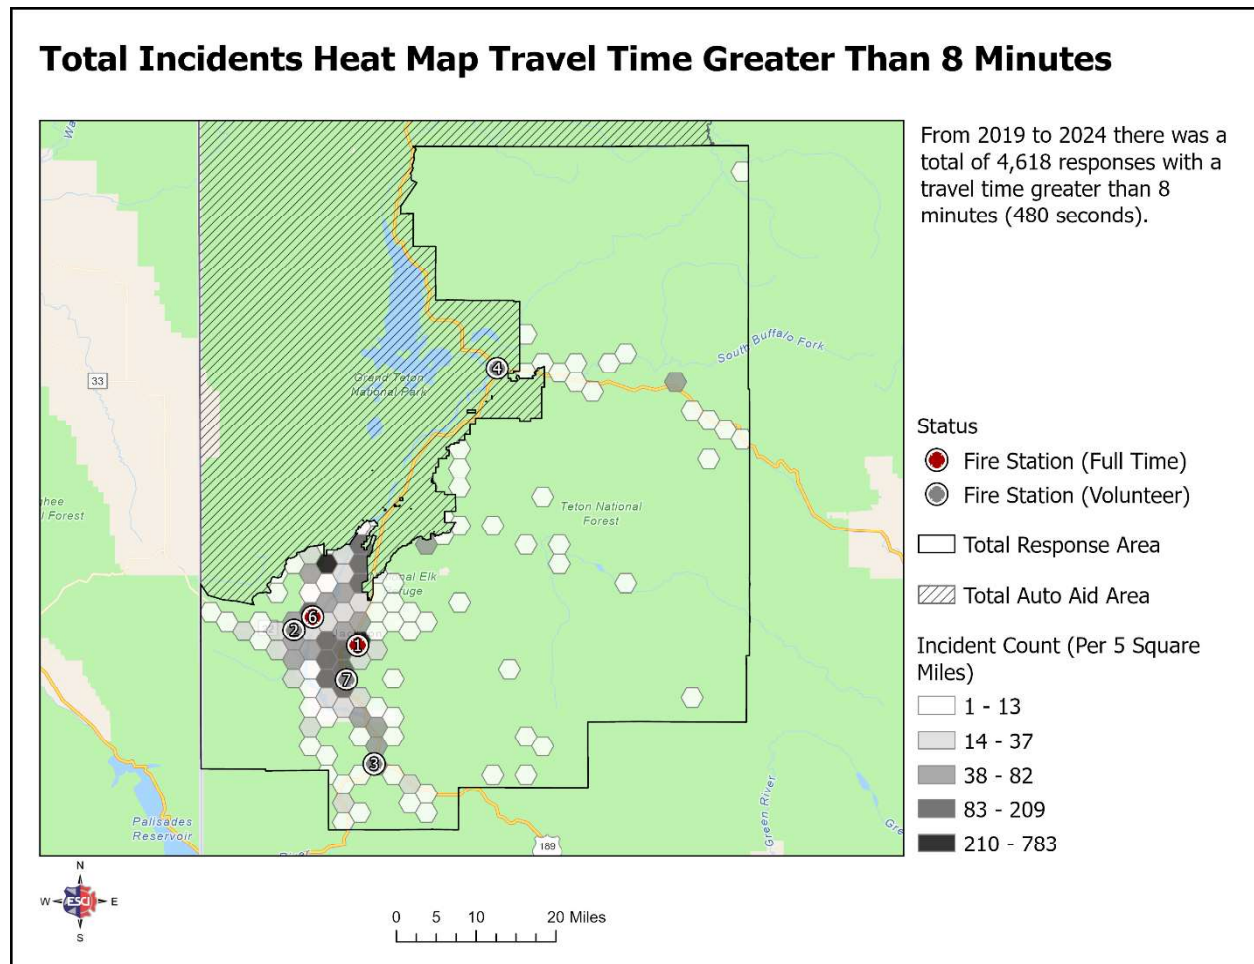 Total Incidents Heat Map Travel Time Greater Than 8 Minutes
From 2019 to 2024 there was a
total of 4,618 responses with a
travel time greater than 8
minutes (480 seconds).
33
Grand Teton
National Park
4
South Buffalo Fork
Teton National
Forest
Forest
6
2
1
7
3
Palisades
Reservoir
River
189
Green River
Status
Fire Station (Full Time)
Fire Station (Volunteer)
Total Response Area
Total Auto Aid Area
Incident Count (Per 5 Square
Miles)
1 - 13
14 - 37
38 - 82
83 - 209
210 - 783
N
W
ESCI
E
S
0 5 10 20 Miles